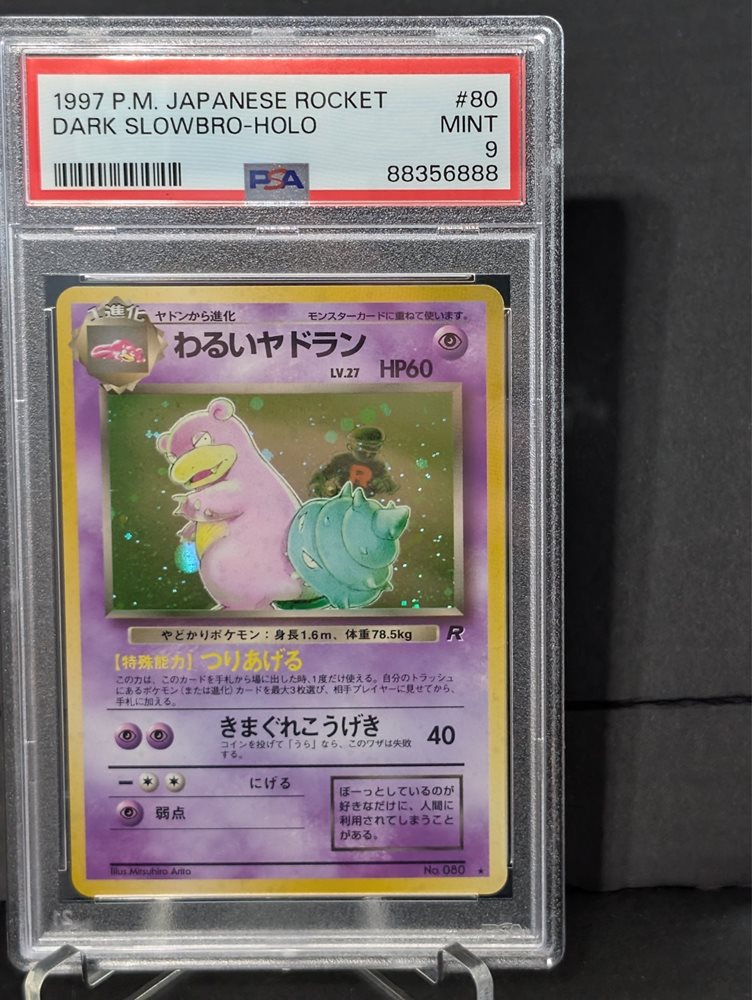 1997 P.M. JAPANESE ROCKET #80
DARK SLOWBRO-HOLO MINT
9
PSA 88356888
1進化 ヤドンから進化 モンスターカードに重ねて使います。
わるいヤドラン
LV.27 HP60
R
やどかりポケモン：身長1.6m、体重78.5kg R
【特殊能力】つりあげる
この力は、このカードを手札から場に出した時、1度だけ使える。自分のトラッシュ
にあるポケモン（または進化）カードを最大3枚選び、相手プレイヤーに見せてから、
手札に加える。
きまぐれこうげき 40
コインを投げて「うら」なら、このワザは失敗
する。
にげる
弱点
ぼーっとしているのが
好きなだけに、人間に
利用されてしまうこと
がある。
Illus.Mitsuhiro Arita No.080 ★